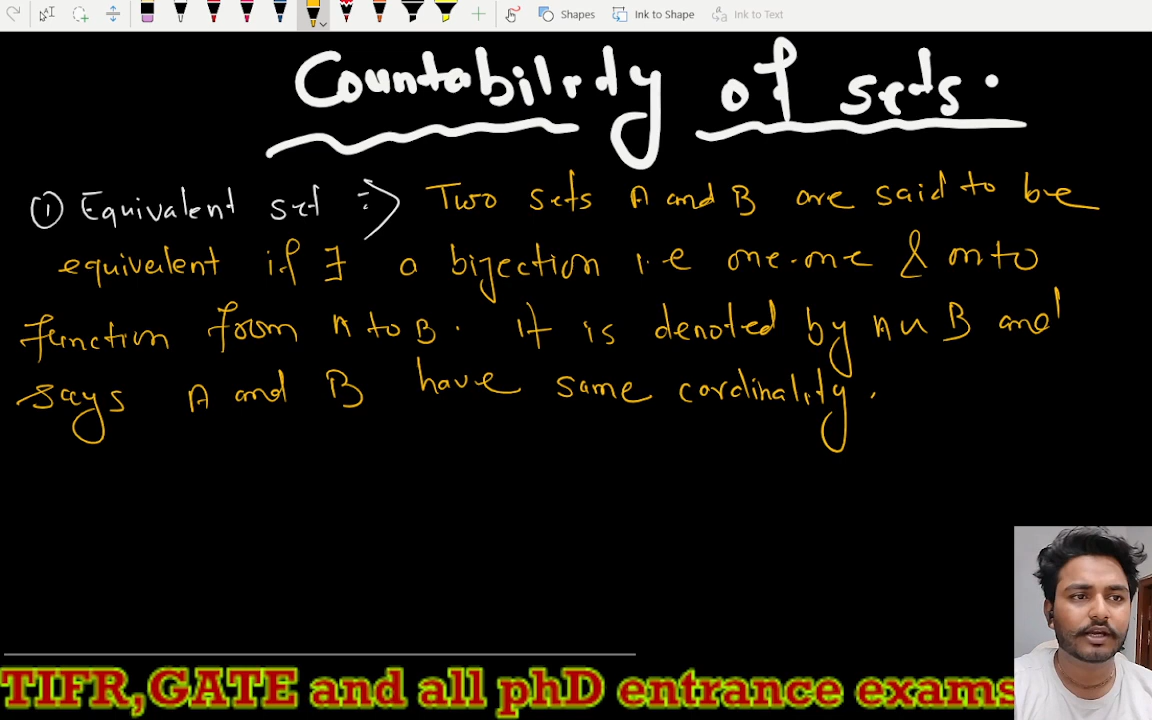 Shapes Ink to Shape Ink to Text
Countability of sets.
① Equivalent set :⇒ Two sets A and B are said to be
equivalent if ∃ a bijection i.e one-one & onto
function from A to B. It is denoted by A ~ B and
says A and B have same cardinality.
TIFR,GATE and all phD entrance exams